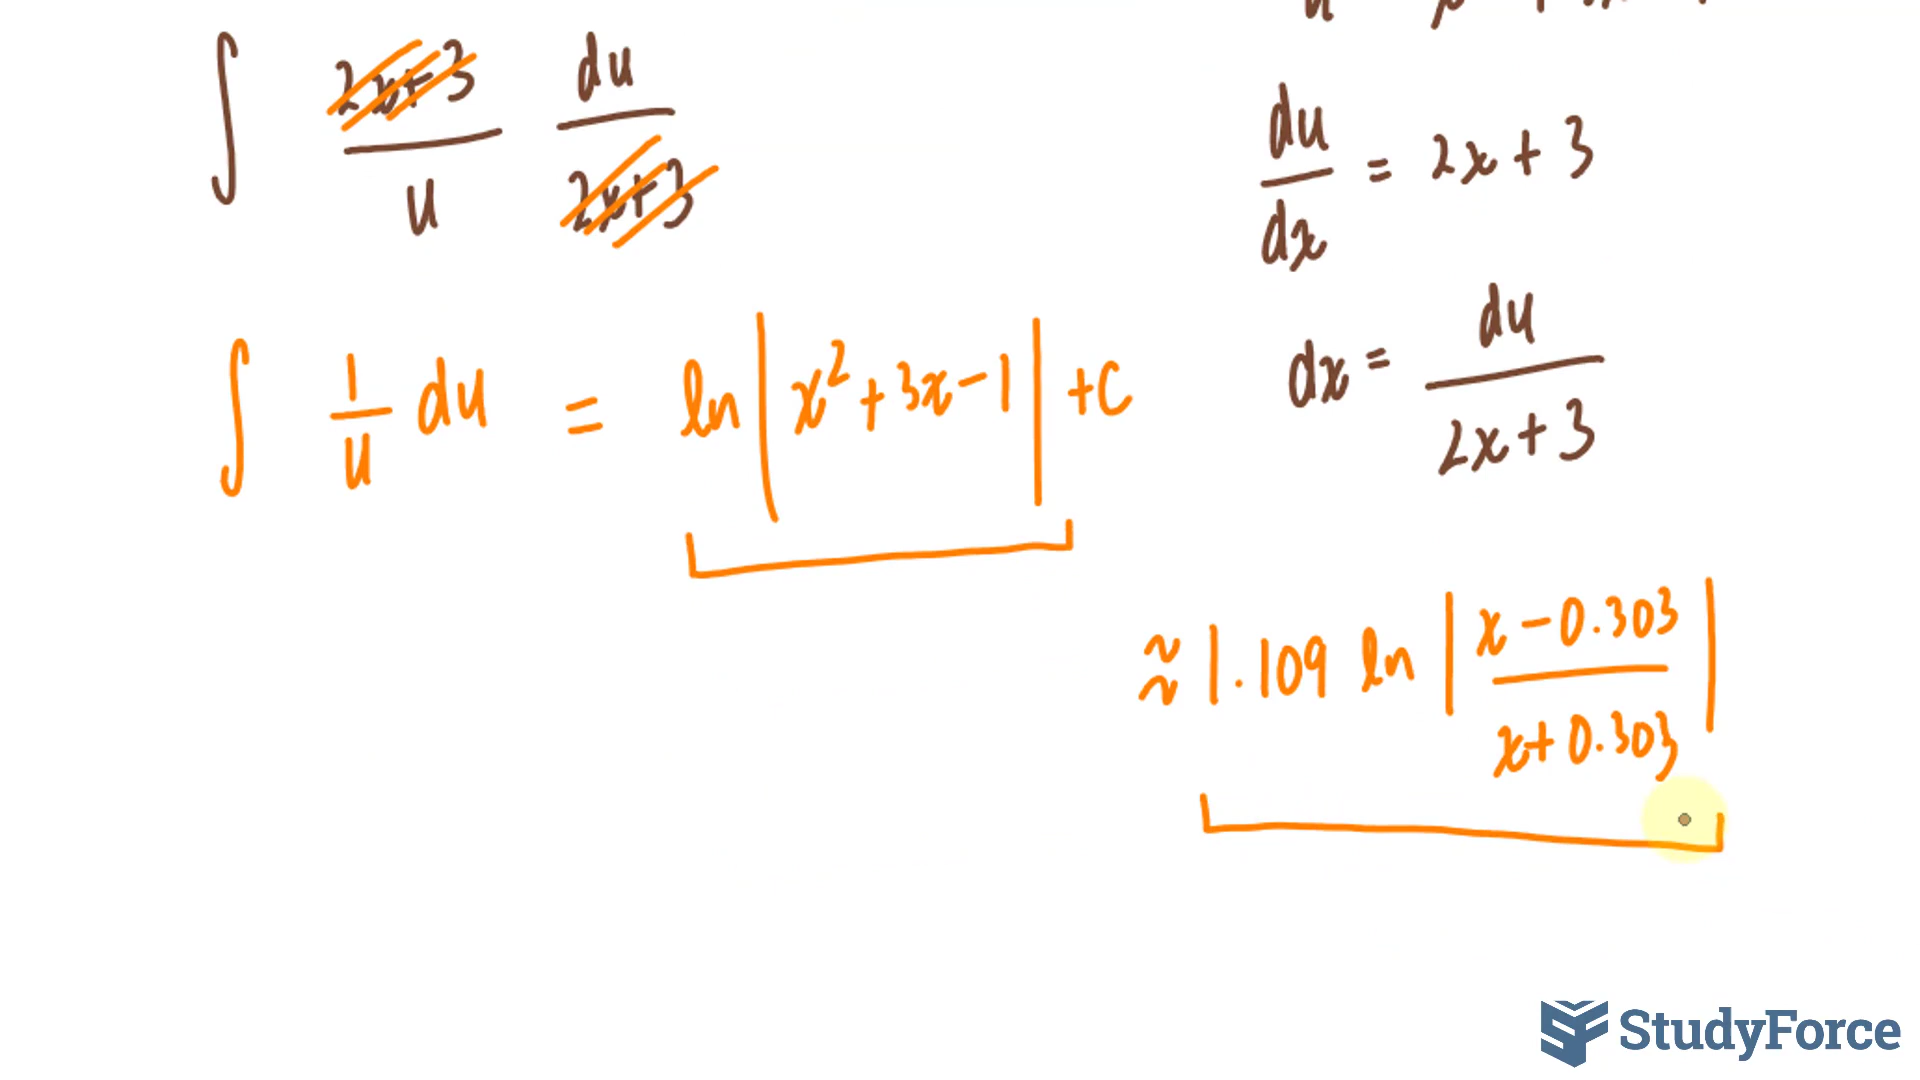 ∫ 2x+3/u du/2x+3
du/dx = 2x+3
dx = du/2x+3
∫ 1/u du = ln|x²+3x-1| +C
≈ 1.109 ln |x-0.303/x+0.303|
StudyForce